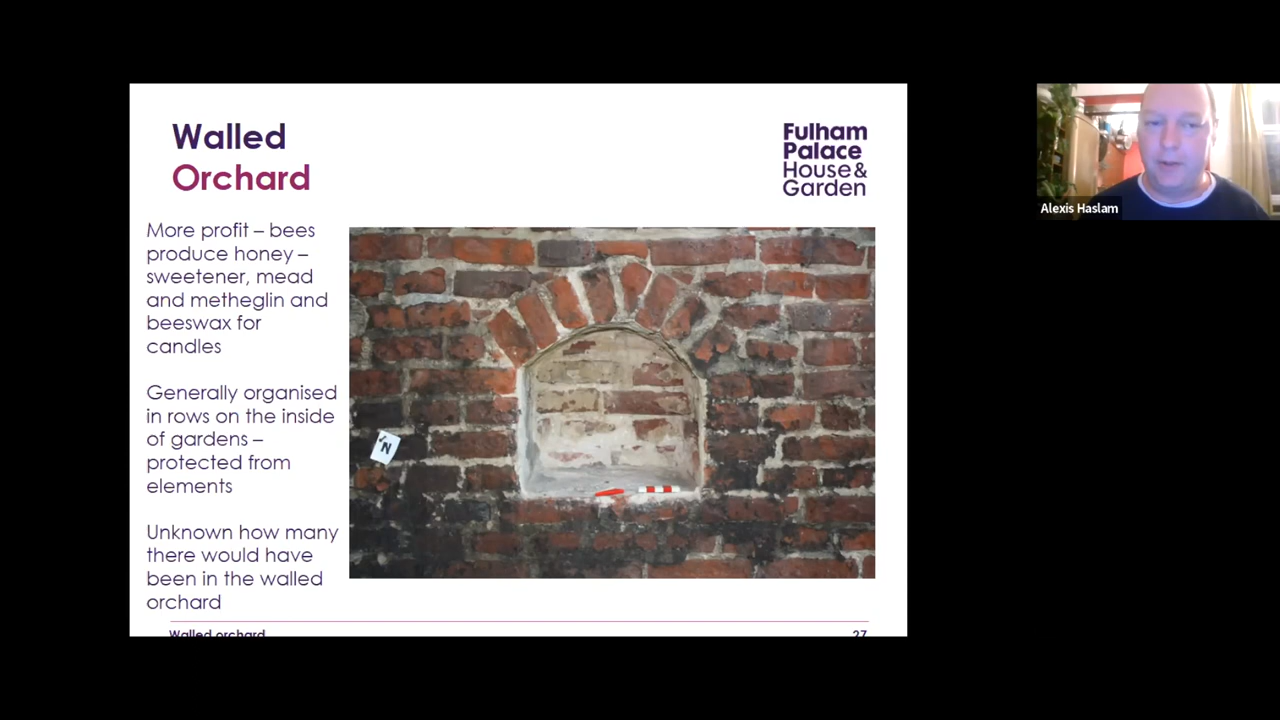 Walled
Orchard
Fulham
Palace
House &
Garden
More profit – bees
produce honey –
sweetener, mead
and metheglin and
beeswax for
candles
Generally organised
in rows on the inside
of gardens –
protected from
elements
Unknown how many
there would have
been in the walled
orchard
N
Walled orchard
27
Alexis Haslam